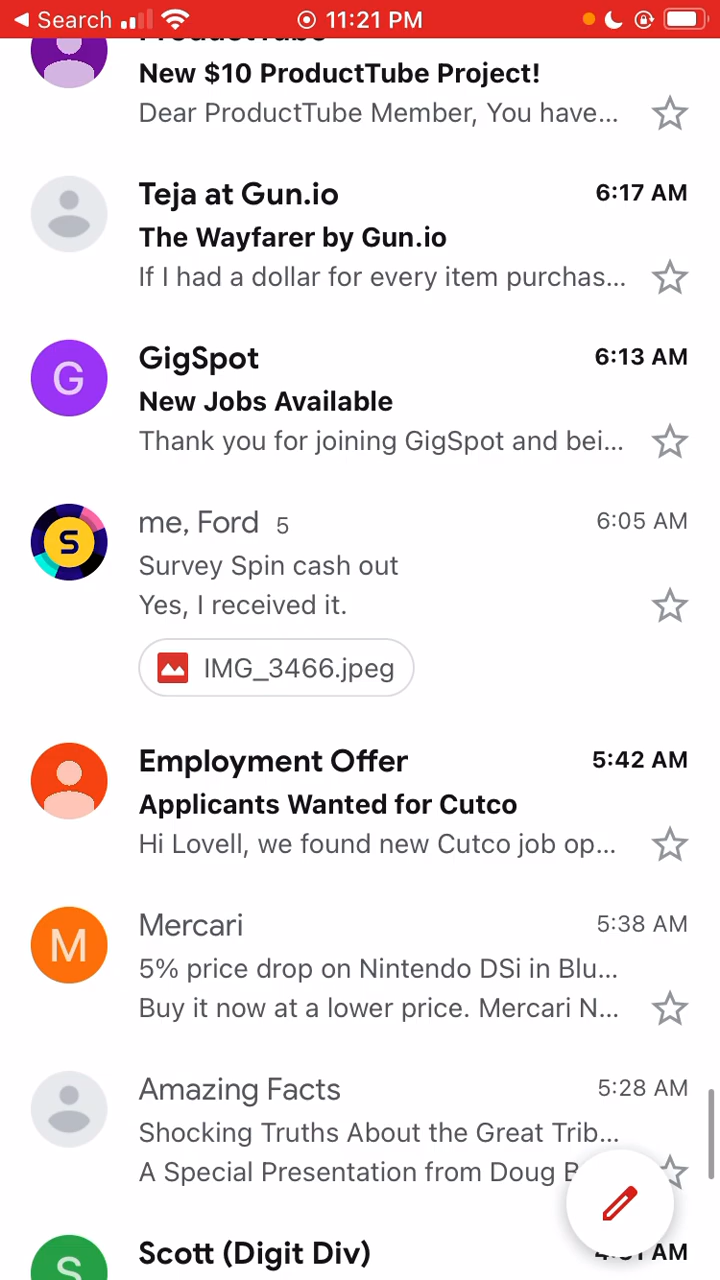 Search 11:21 PM
ProductTube
New $10 ProductTube Project!
Dear ProductTube Member, You have...
Teja at Gun.io 6:17 AM
The Wayfarer by Gun.io
If I had a dollar for every item purchas...
G
GigSpot 6:13 AM
New Jobs Available
Thank you for joining GigSpot and bei...
S
me, Ford 5 6:05 AM
Survey Spin cash out
Yes, I received it.
IMG_3466.jpeg
Employment Offer 5:42 AM
Applicants Wanted for Cutco
Hi Lovell, we found new Cutco job op...
M
Mercari 5:38 AM
5% price drop on Nintendo DSi in Blu...
Buy it now at a lower price. Mercari N...
Amazing Facts 5:28 AM
Shocking Truths About the Great Trib...
A Special Presentation from Doug B
S
Scott (Digit Div) AM